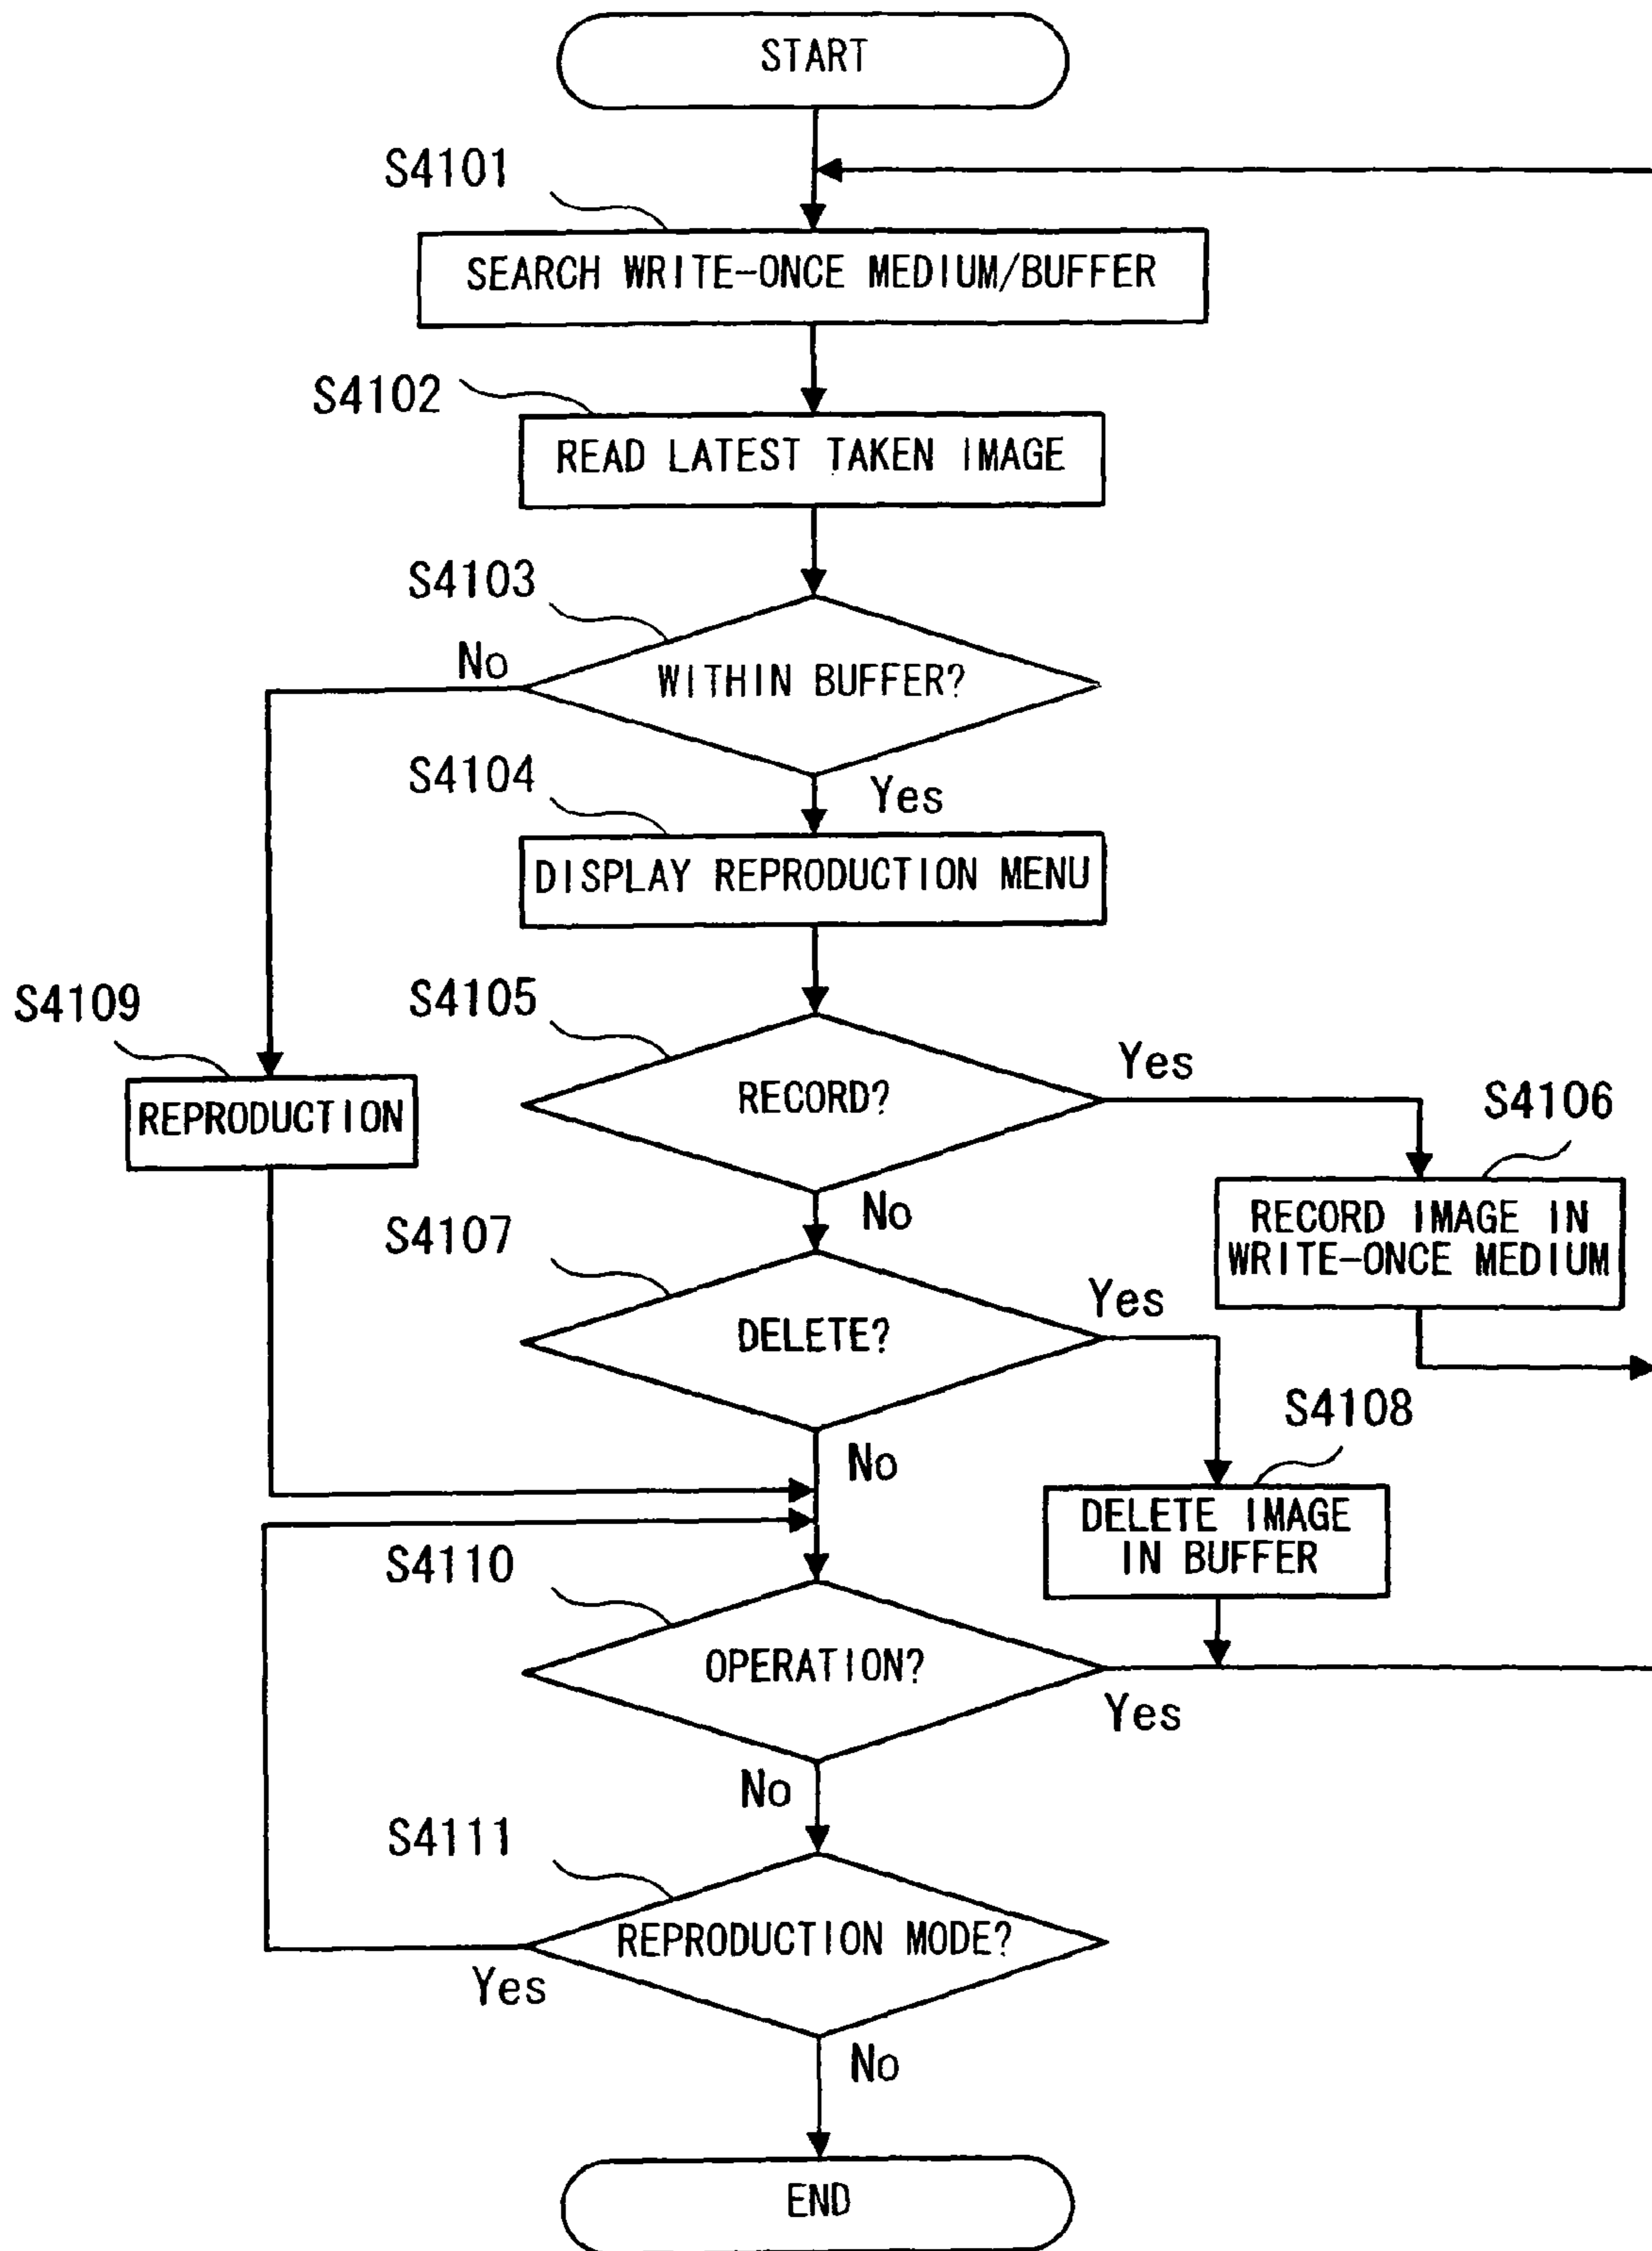 START
S4101
SEARCH WRITE-ONCE MEDIUM/BUFFER
S4102
READ LATEST TAKEN IMAGE
S4103
No
WITHIN BUFFER?
S4104
Yes
DISPLAY REPRODUCTION MENU
S4109
S4105
REPRODUCTION
RECORD?
Yes
S4106
RECORD IMAGE IN
WRITE-ONCE MEDIUM
No
S4107
DELETE?
Yes
S4108
DELETE IMAGE
IN BUFFER
No
S4110
OPERATION?
Yes
No
S4111
REPRODUCTION MODE?
Yes
No
END